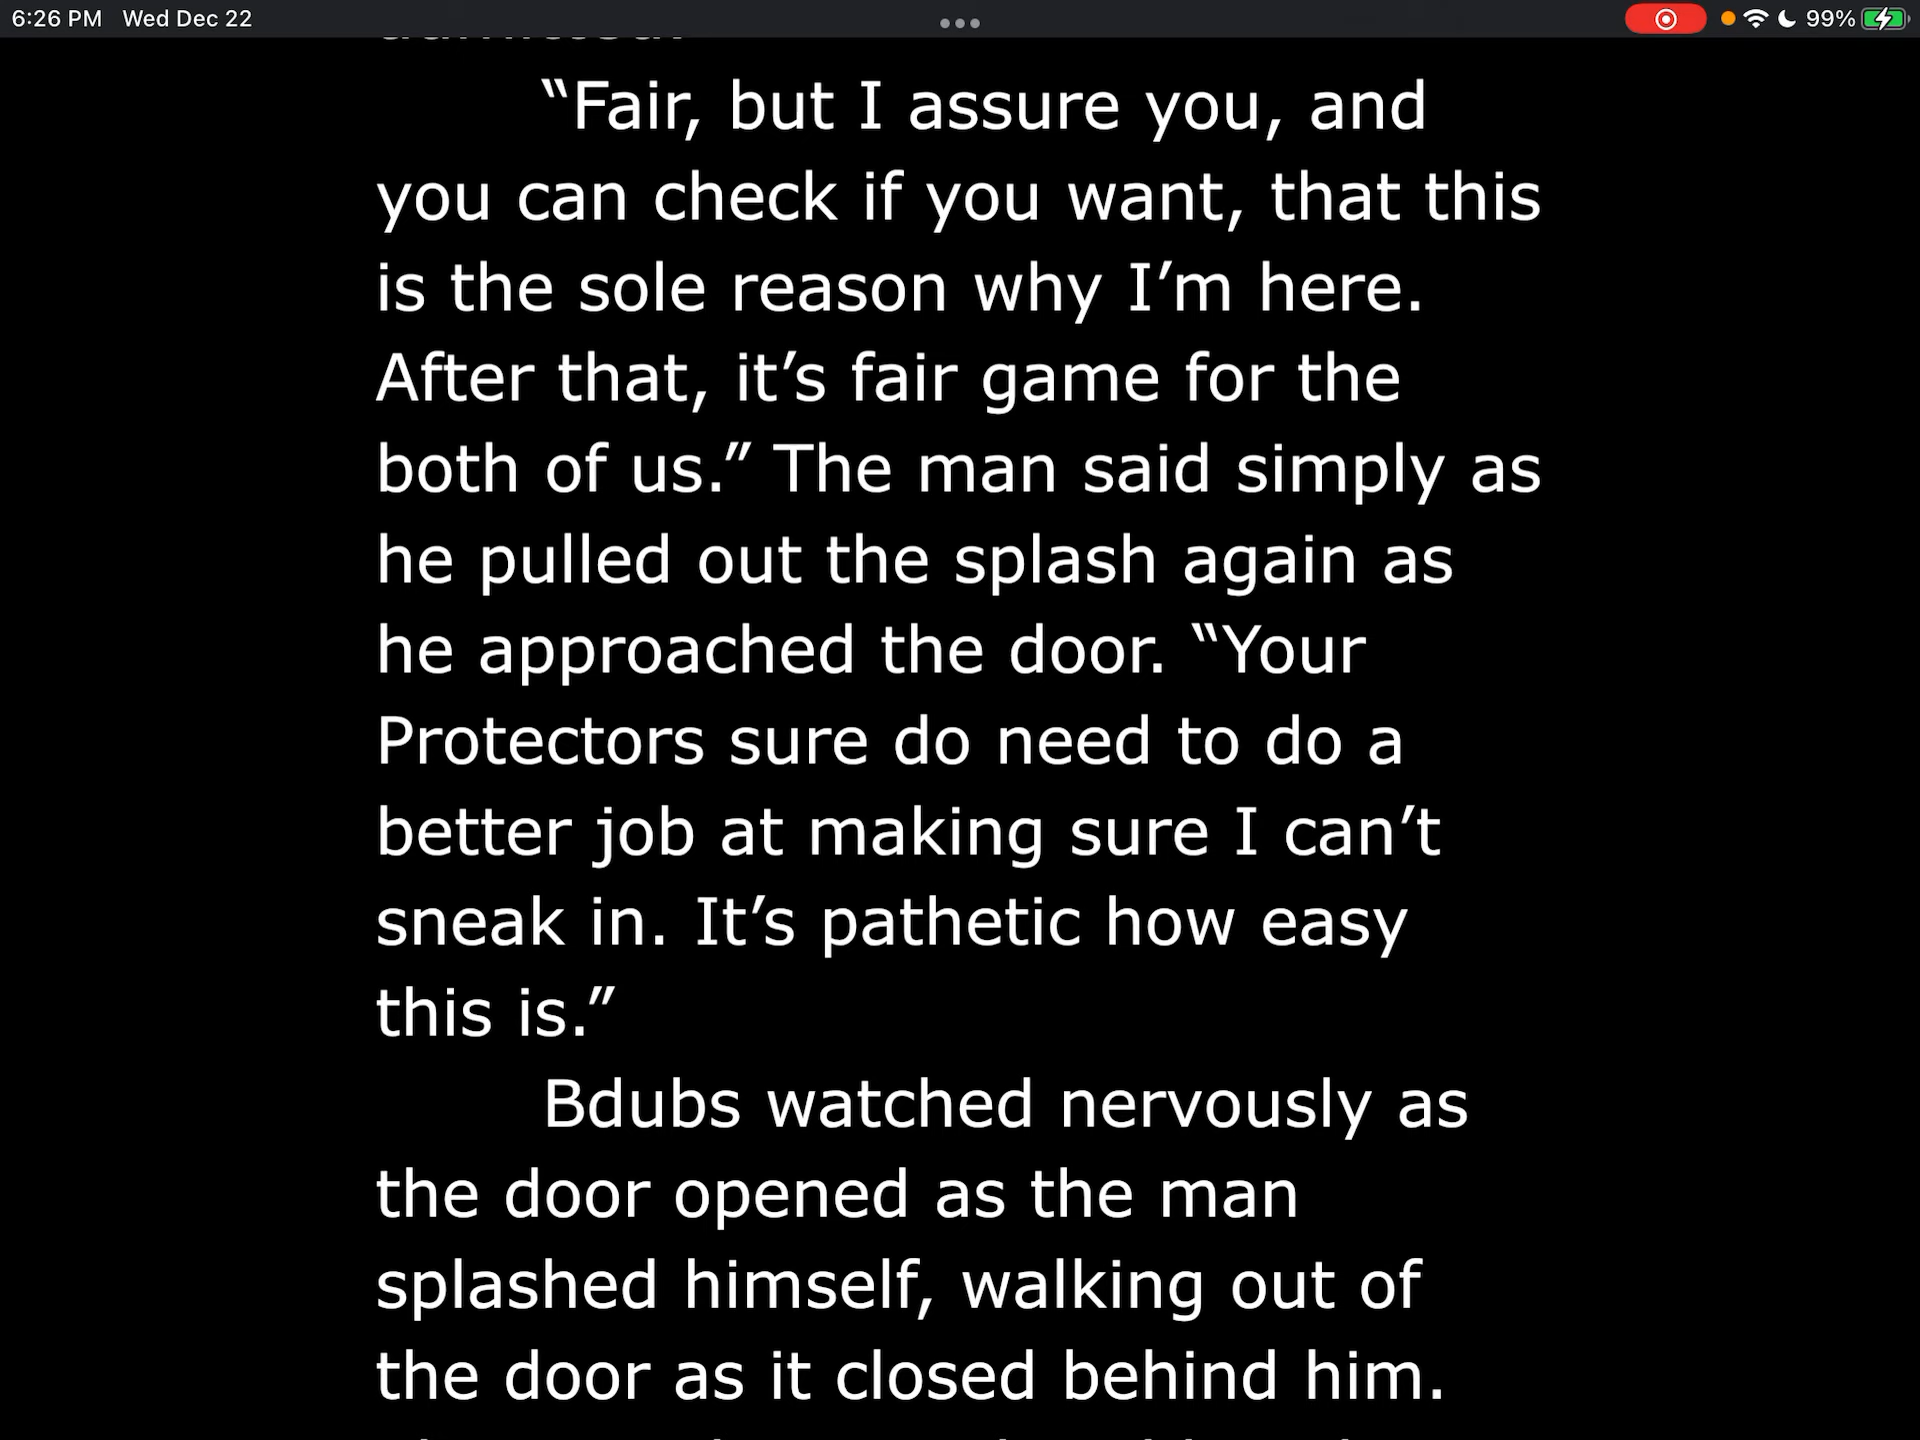 6:26 PM Wed Dec 22
99%
“Fair, but I assure you, and
you can check if you want, that this
is the sole reason why I’m here.
After that, it’s fair game for the
both of us.” The man said simply as
he pulled out the splash again as
he approached the door. “Your
Protectors sure do need to do a
better job at making sure I can’t
sneak in. It’s pathetic how easy
this is.”
Bdubs watched nervously as
the door opened as the man
splashed himself, walking out of
the door as it closed behind him.